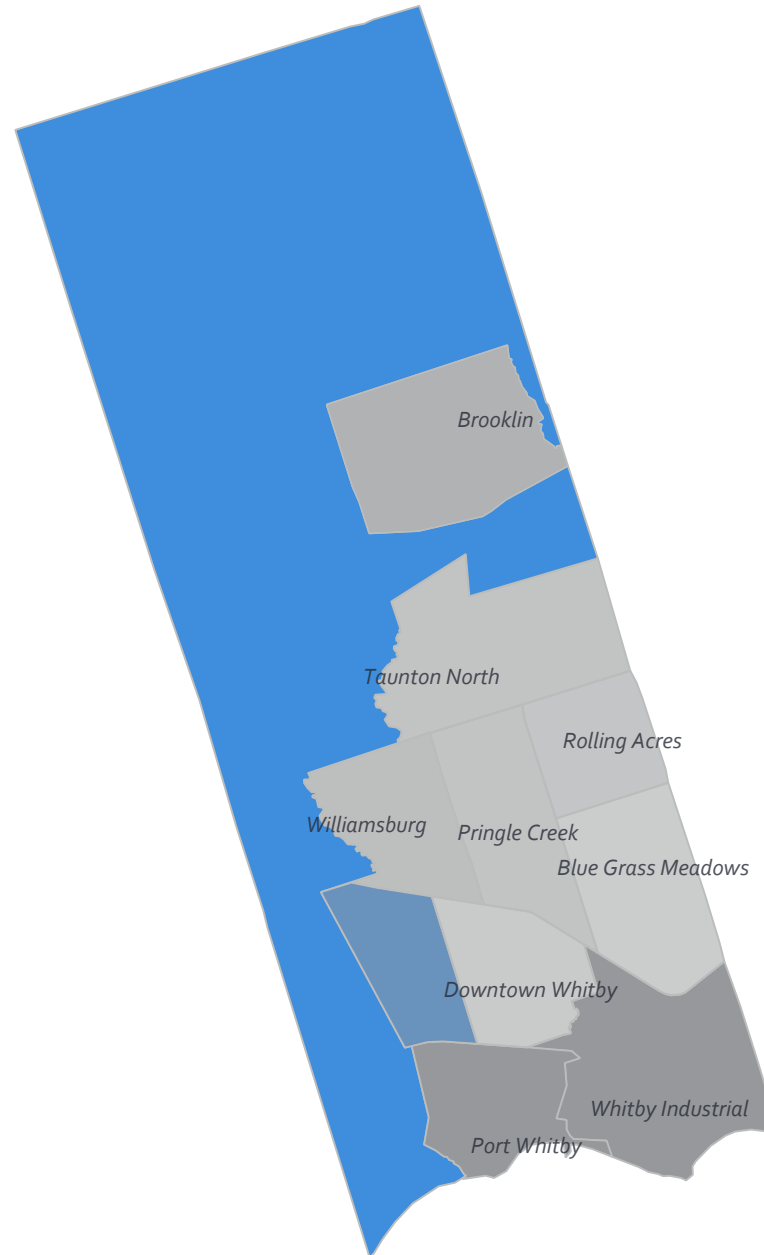 Brooklin
Taunton North
Rolling Acres
Williamsburg
Pringle Creek
Blue Grass Meadows
Downtown Whitby
Whitby Industrial
Port Whitby